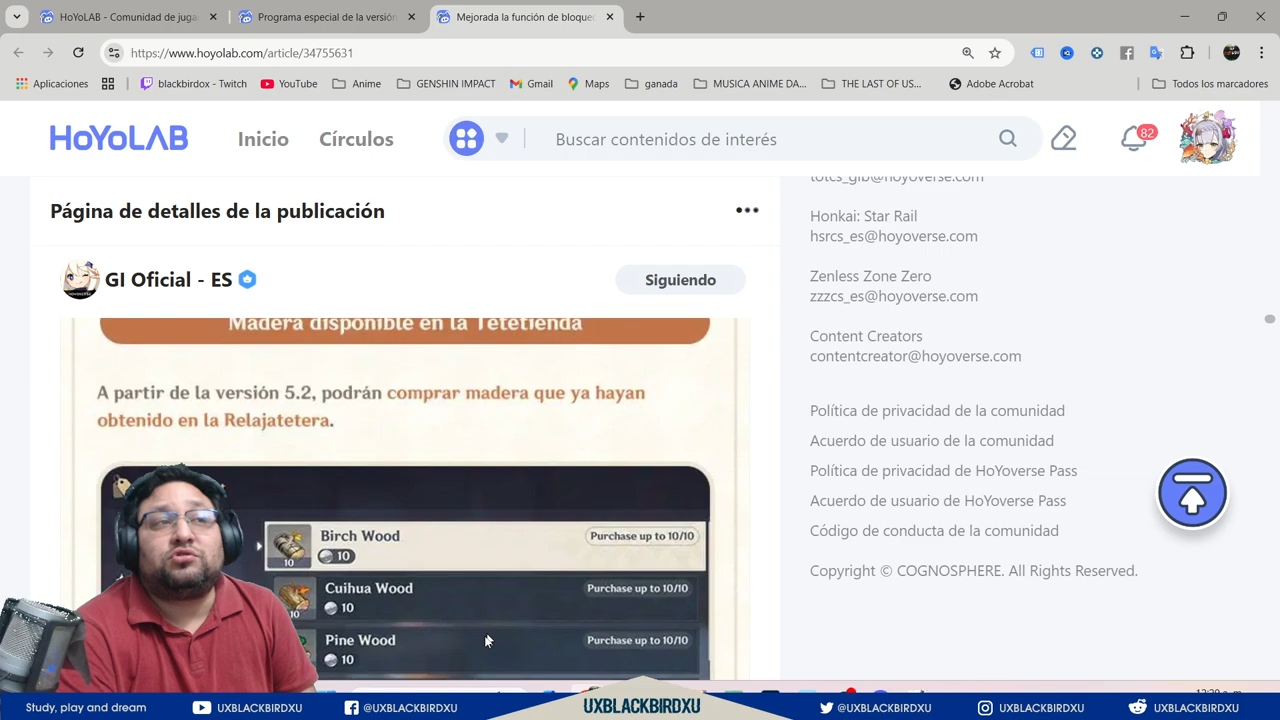 HoYoLAB - Comunidad de juga
Programa especial de la versión
Mejorada la función de bloqueo
https://www.hoyolab.com/article/34755631
Aplicaciones
blackbirdox - Twitch
YouTube
Anime
GENSHIN IMPACT
Gmail
Maps
ganada
MUSICA ANIME DA...
THE LAST OF US...
Adobe Acrobat
Todos los marcadores
HoYoLAB
Inicio
Círculos
Buscar contenidos de interés
82
Página de detalles de la publicación
GI Oficial - ES
Siguiendo
Madera disponible en la Tetetienda
A partir de la versión 5.2, podrán comprar madera que ya hayan
obtenido en la Relajatetera.
Birch Wood
Purchase up to 10/10
10
10
Cuihua Wood
Purchase up to 10/10
10
10
Pine Wood
Purchase up to 10/10
10
totcs_glb@hoyoverse.com
Honkai: Star Rail
hsrcs_es@hoyoverse.com
Zenless Zone Zero
zzzcs_es@hoyoverse.com
Content Creators
contentcreator@hoyoverse.com
Política de privacidad de la comunidad
Acuerdo de usuario de la comunidad
Política de privacidad de HoYoverse Pass
Acuerdo de usuario de HoYoverse Pass
Código de conducta de la comunidad
Copyright © COGNOSPHERE. All Rights Reserved.
Study, play and dream
UXBLACKBIRDXU
@UXBLACKBIRDXU
UXBLACKBIRDXU
@UXBLACKBIRDXU
UXBLACKBIRDXU
UXBLACKBIRDXU